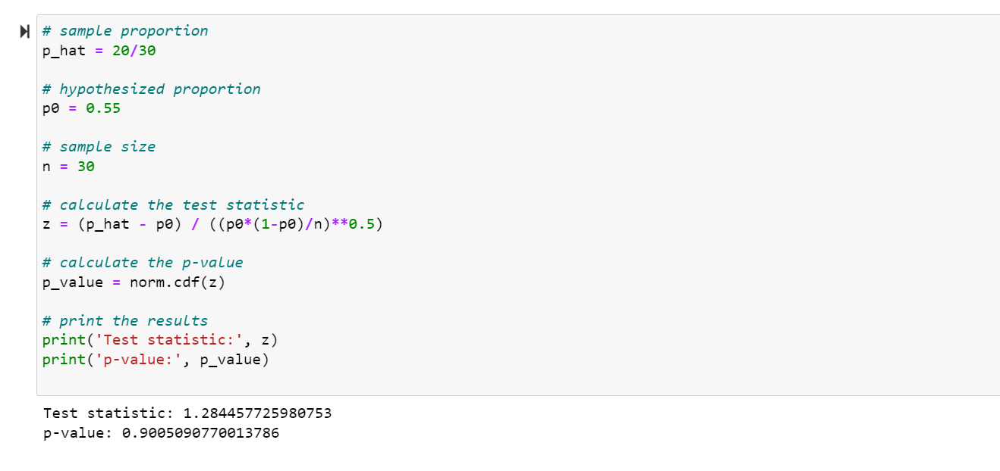 # sample proportion
p_hat = 20/30
# hypothesized proportion
p0 = 0.55
# sample size
n = 30
# calculate the test statistic
z = (p_hat - p0) / ((p0*(1-p0)/n)**0.5)
# calculate the p-value
p_value = norm.cdf(z)
# print the results
print('Test statistic:', z)
print('p-value:', p_value)
Test statistic: 1.284457725980753
p-value: 0.9005090770013786